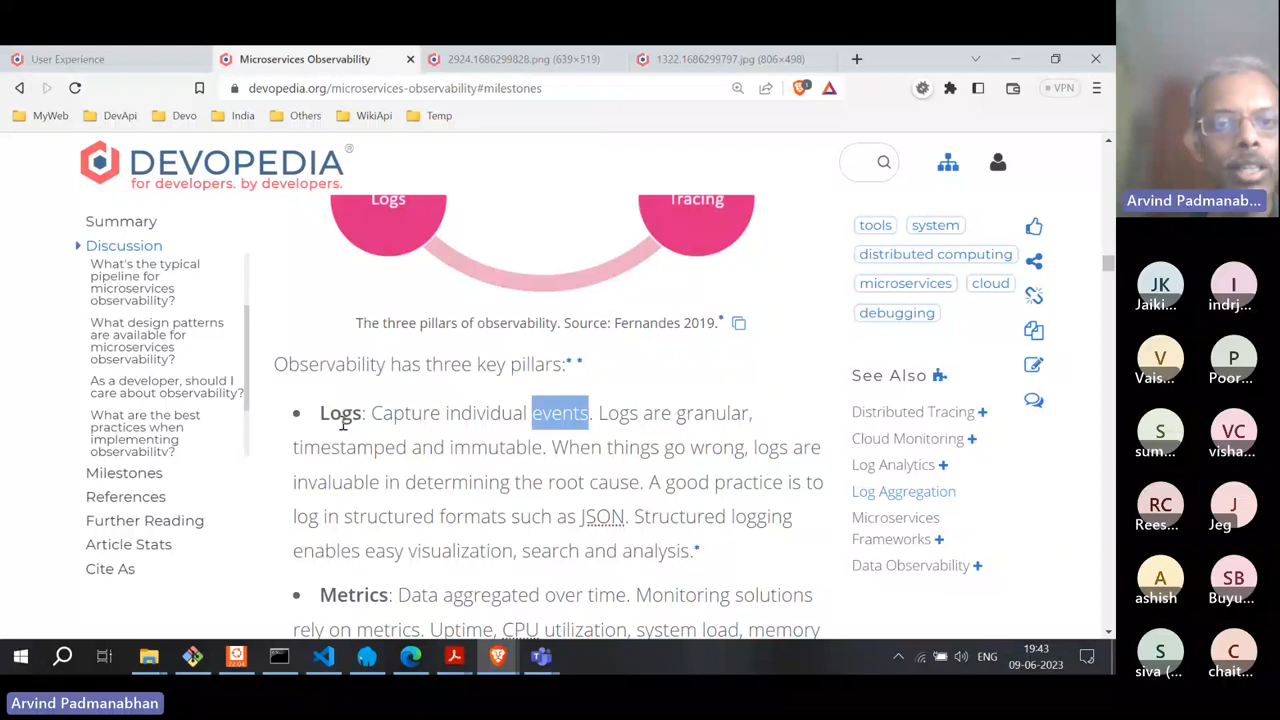 User Experience
Microservices Observability
2924.1686299828.png (639×519)
1322.1686299797.jpg (806×498)
devopedia.org/microservices-observability#milestones
VPN
MyWeb
DevApi
Devo
India
Others
WikiApi
Temp
DEVOPEDIA®
for developers. by developers.
Summary
Discussion
What's the typical
pipeline for
microservices
observability?
What design patterns
are available for
microservices
observability?
As a developer, should I
care about observability?
What are the best
practices when
implementing
observability?
Milestones
References
Further Reading
Article Stats
Cite As
Logs
Tracing
The three pillars of observability. Source: Fernandes 2019.*
Observability has three key pillars:* *
• Logs: Capture individual events. Logs are granular,
timestamped and immutable. When things go wrong, logs are
invaluable in determining the root cause. A good practice is to
log in structured formats such as JSON. Structured logging
enables easy visualization, search and analysis.*
• Metrics: Data aggregated over time. Monitoring solutions
rely on metrics. Uptime, CPU utilization, system load, memory
tools
system
distributed computing
microservices
cloud
debugging
See Also
Distributed Tracing +
Cloud Monitoring +
Log Analytics +
Log Aggregation
Microservices
Frameworks +
Data Observability +
Arvind Padmanab...
JK
Jaiki...
I
indrj...
V
Vais...
P
Poor...
S
sum...
VC
visha...
RC
Rees...
J
Jeg
A
ashish
SB
Buyu...
S
siva (...
C
chait...
22.04
ENG
19:43
09-06-2023
Arvind Padmanabhan